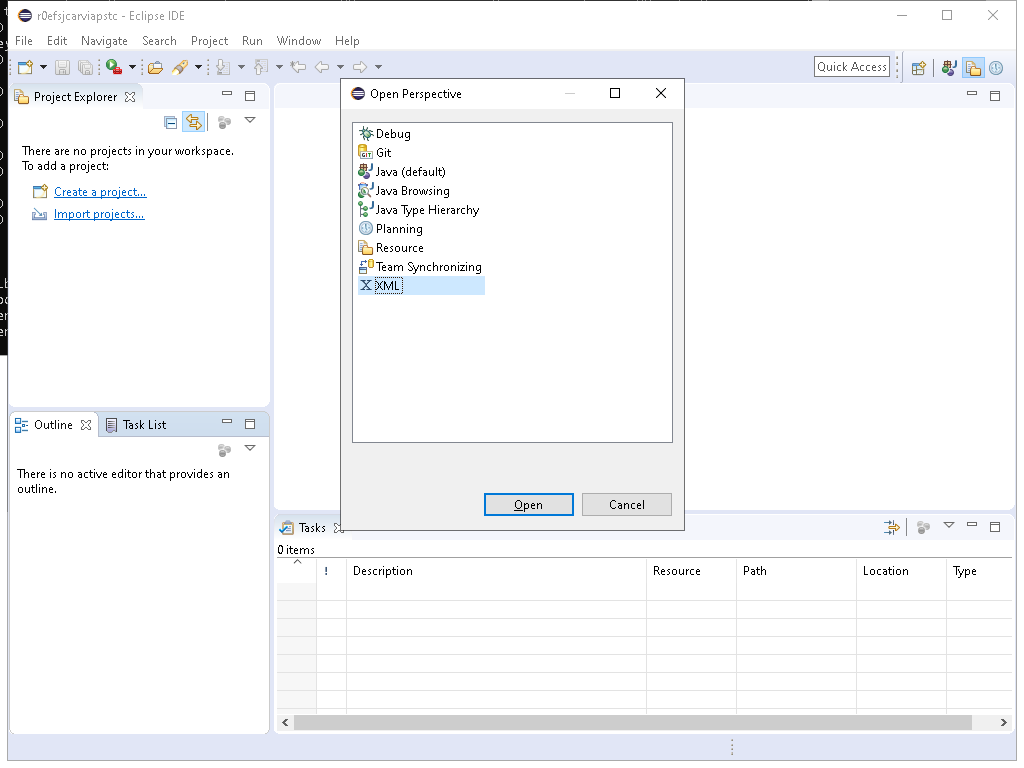 r0efsjcarviapstc - Eclipse IDE
File Edit Navigate Search Project Run Window Help
Quick Access
Project Explorer
There are no projects in your workspace.
To add a project:
Create a project...
Import projects...
Outline
Task List
There is no active editor that provides an
outline.
Open Perspective
Debug
GIT
Git
Java (default)
Java Browsing
Java Type Hierarchy
Planning
Resource
Team Synchronizing
XML
Open
Cancel
Tasks
0 items
! Description Resource Path Location Type